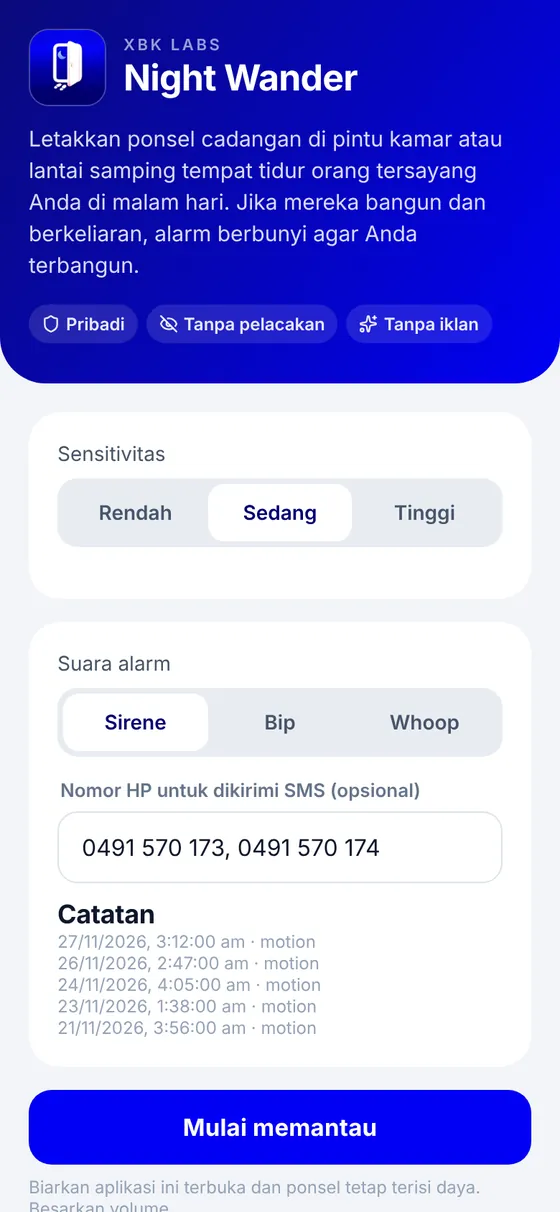 XBK LABS
Night Wander
Letakkan ponsel cadangan di pintu kamar atau
lantai samping tempat tidur orang tersayang
Anda di malam hari. Jika mereka bangun dan
berkeliaran, alarm berbunyi agar Anda
terbangun.
Pribadi
Tanpa pelacakan
Tanpa iklan
Sensitivitas
Rendah
Sedang
Tinggi
Suara alarm
Sirene
Bip
Whoop
Nomor HP untuk dikirimi SMS (opsional)
0491 570 173, 0491 570 174
Catatan
27/11/2026, 3:12:00 am · motion
26/11/2026, 2:47:00 am · motion
24/11/2026, 4:05:00 am · motion
23/11/2026, 1:38:00 am · motion
21/11/2026, 3:56:00 am · motion
Mulai memantau
Biarkan aplikasi ini terbuka dan ponsel tetap terisi daya.
Besarkan volume